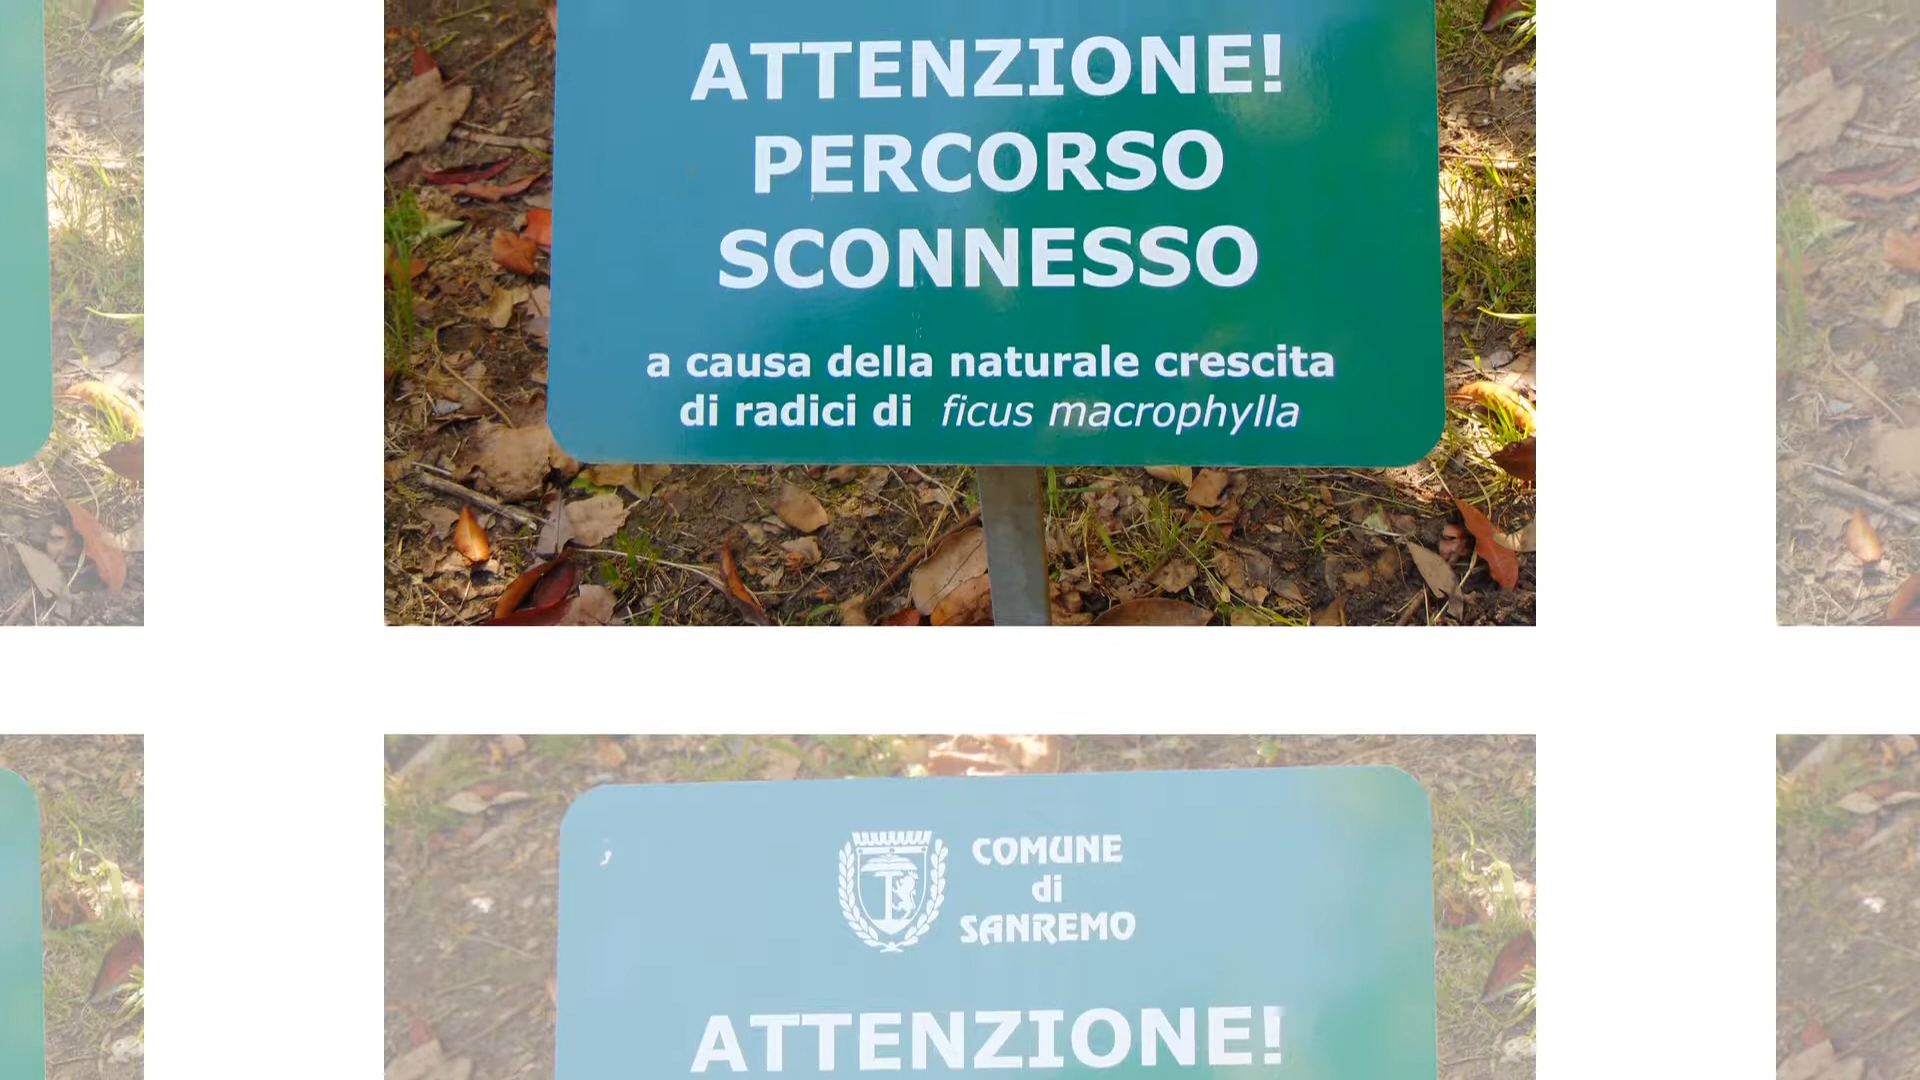 ATTENZIONE!
PERCORSO
SCONNESSO
a causa della naturale crescita
di radici di ficus macrophylla
COMUNE
di
SANREMO
ATTENZIONE!